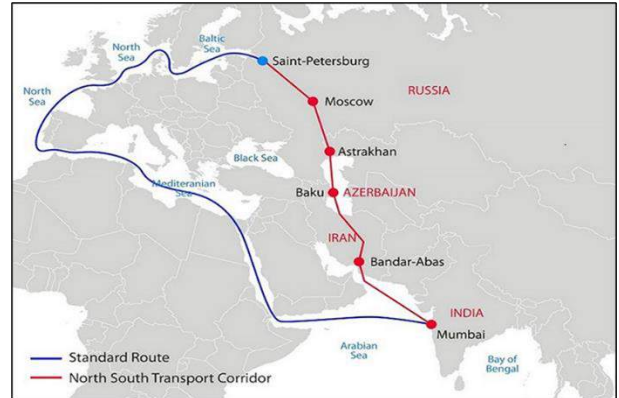 North
Sea
Baltic
Sea
Saint-Petersburg
North
Sea
RUSSIA
Moscow
Astrakhan
Black Sea
Mediteranian
Sea
Baku
AZERBAIJAN
IRAN
Bandar-Abas
INDIA
Mumbai
Arabian
Sea
Bay of
Bengal
Standard Route
North South Transport Corridor